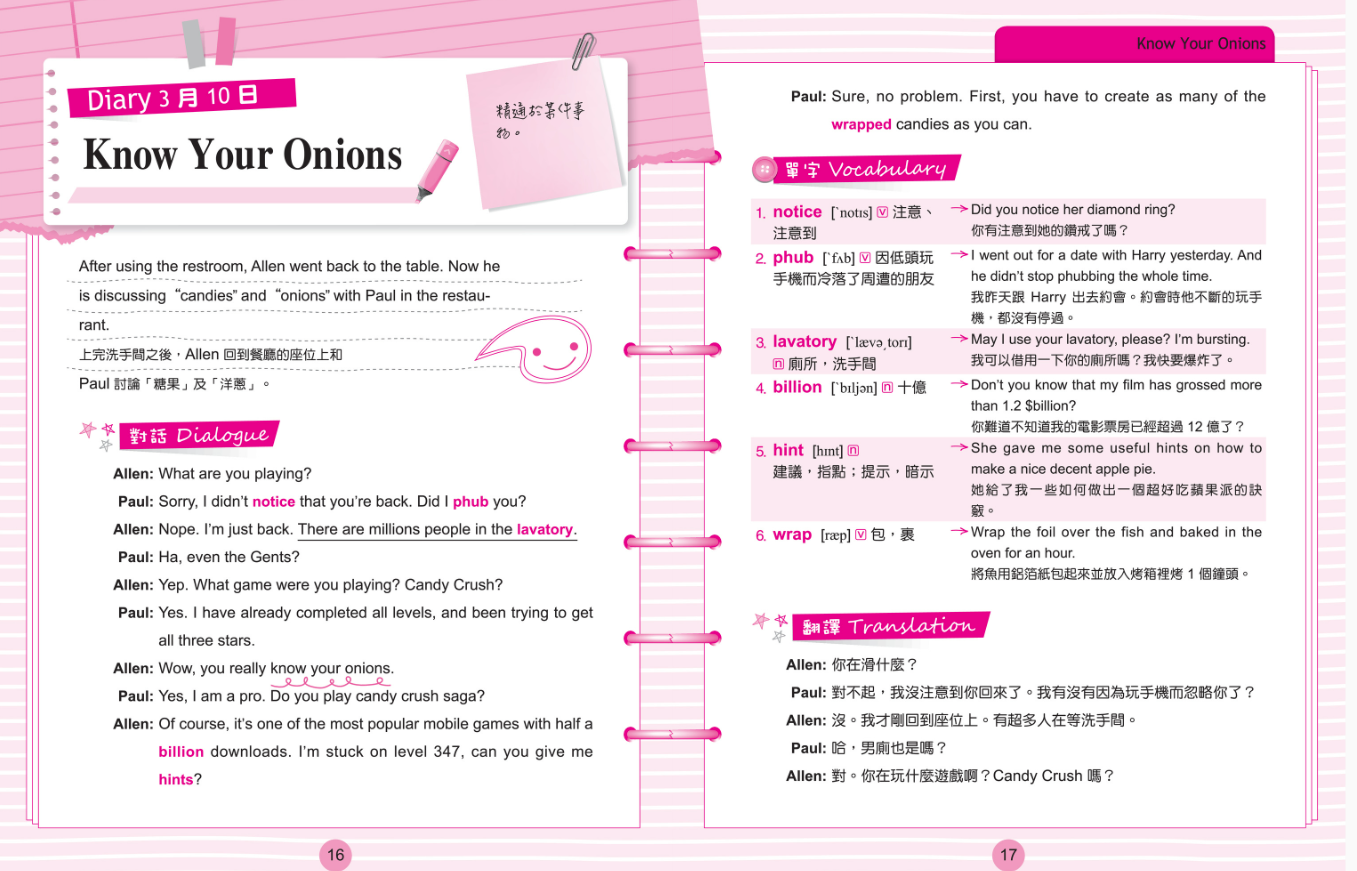 Diary 3 月 10 日
Know Your Onions
精通於某件事
物。
After using the restroom, Allen went back to the table. Now he
is discussing “candies” and “onions” with Paul in the restau-
rant.
上完洗手間之後，Allen 回到餐廳的座位上和
Paul 討論「糖果」及「洋蔥」。
對話 Dialogue
Allen: What are you playing?
Paul: Sorry, I didn’t notice that you’re back. Did I phub you?
Allen: Nope. I’m just back. There are millions people in the lavatory.
Paul: Ha, even the Gents?
Allen: Yep. What game were you playing? Candy Crush?
Paul: Yes. I have already completed all levels, and been trying to get
all three stars.
Allen: Wow, you really know your onions.
Paul: Yes, I am a pro. Do you play candy crush saga?
Allen: Of course, it’s one of the most popular mobile games with half a
billion downloads. I’m stuck on level 347, can you give me
hints?
16
Know Your Onions
Paul: Sure, no problem. First, you have to create as many of the
wrapped candies as you can.
單字 Vocabulary
1. notice [ˋnotɪs] v 注意、
注意到
→ Did you notice her diamond ring?
你有注意到她的鑽戒了嗎？
2. phub [ˋfʌb] v 因低頭玩
手機而冷落了周遭的朋友
→ I went out for a date with Harry yesterday. And
he didn’t stop phubbing the whole time.
我昨天跟 Harry 出去約會。約會時他不斷的玩手
機，都沒有停過。
3. lavatory [ˋlævəˏtorɪ]
n 廁所，洗手間
→ May I use your lavatory, please? I’m bursting.
我可以借用一下你的廁所嗎？我快要爆炸了。
4. billion [ˋbɪljən] n 十億
→ Don’t you know that my film has grossed more
than 1.2 $billion?
你難道不知道我的電影票房已經超過 12 億了？
5. hint [hɪnt] n
建議，指點；提示，暗示
→ She gave me some useful hints on how to
make a nice decent apple pie.
她給了我一些如何做出一個超好吃蘋果派的訣
竅。
6. wrap [ræp] v 包，裹
→ Wrap the foil over the fish and baked in the
oven for an hour.
將魚用鋁箔紙包起來並放入烤箱裡烤 1 個鐘頭。
翻譯 Translation
Allen: 你在滑什麼？
Paul: 對不起，我沒注意到你回來了。我有沒有因為玩手機而忽略你了？
Allen: 沒。我才剛回到座位上。有超多人在等洗手間。
Paul: 哈，男廁也是嗎？
Allen: 對。你在玩什麼遊戲啊？Candy Crush 嗎？
17